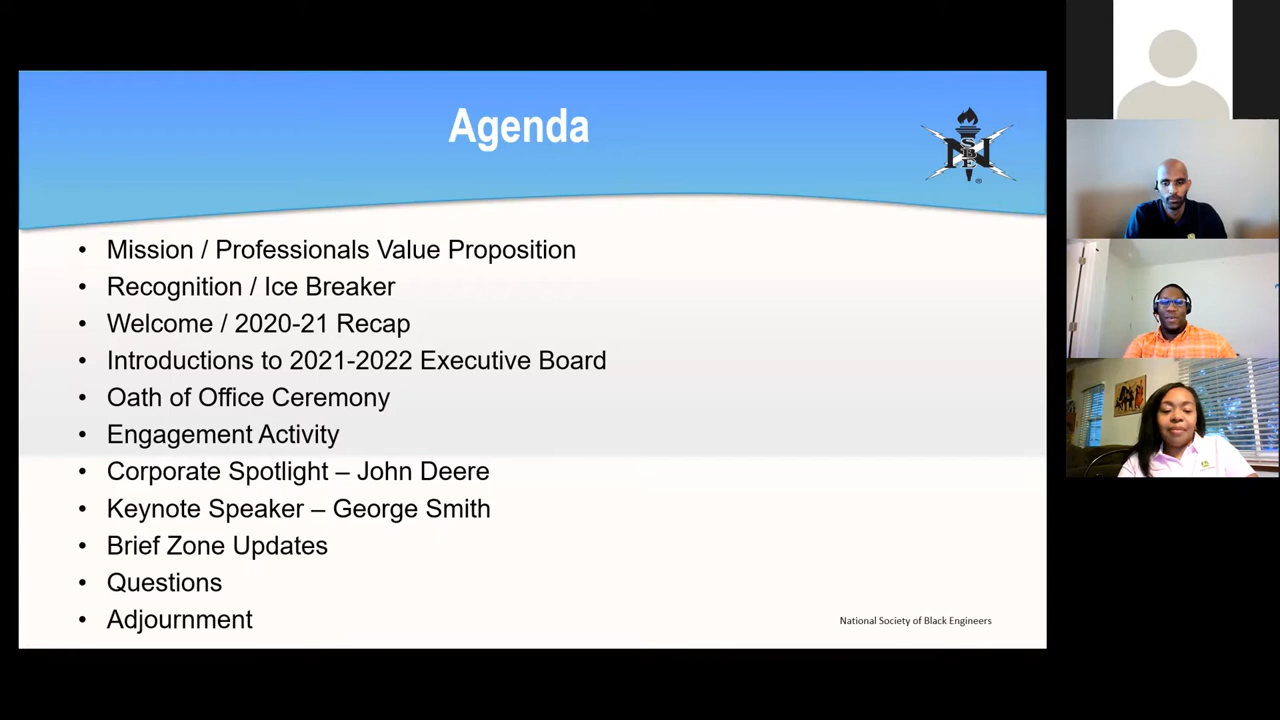 Agenda
NSBE
®
• Mission / Professionals Value Proposition
• Recognition / Ice Breaker
• Welcome / 2020-21 Recap
• Introductions to 2021-2022 Executive Board
• Oath of Office Ceremony
• Engagement Activity
• Corporate Spotlight – John Deere
• Keynote Speaker – George Smith
• Brief Zone Updates
• Questions
• Adjournment
National Society of Black Engineers